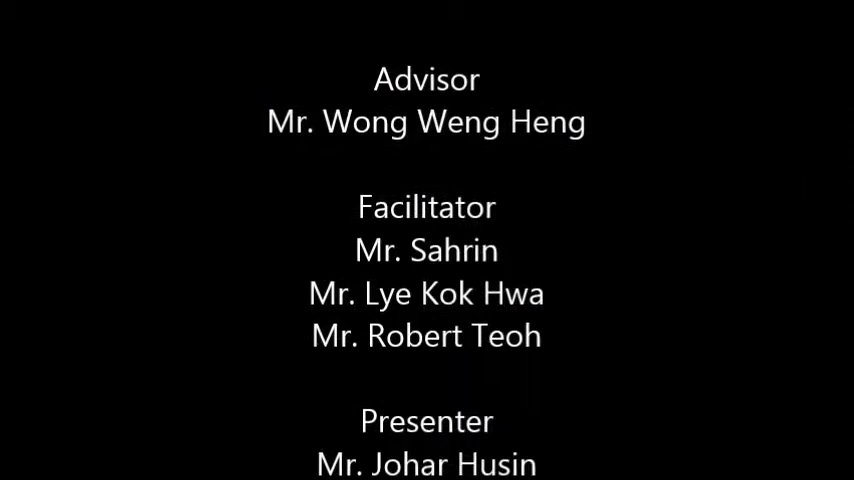 Advisor
Mr. Wong Weng Heng
Facilitator
Mr. Sahrin
Mr. Lye Kok Hwa
Mr. Robert Teoh
Presenter
Mr. Johar Husin